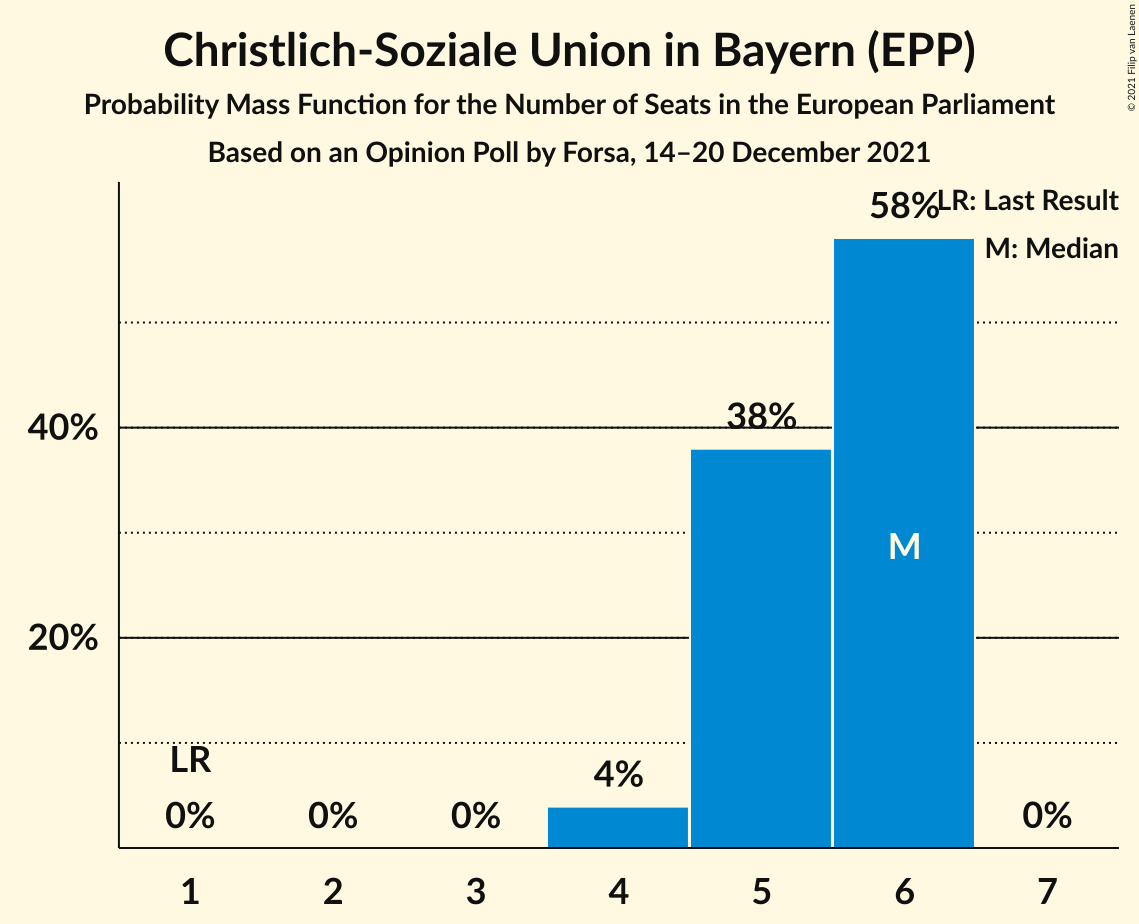 Christlich-Soziale Union in Bayern (EPP)
Probability Mass Function for the Number of Seats in the European Parliament
Based on an Opinion Poll by Forsa, 14–20 December 2021
© 2021 Filip van Laenen
58%
LR: Last Result
M: Median
40%
38%
M
20%
LR
0%
0%
0%
4%
0%
1
2
3
4
5
6
7